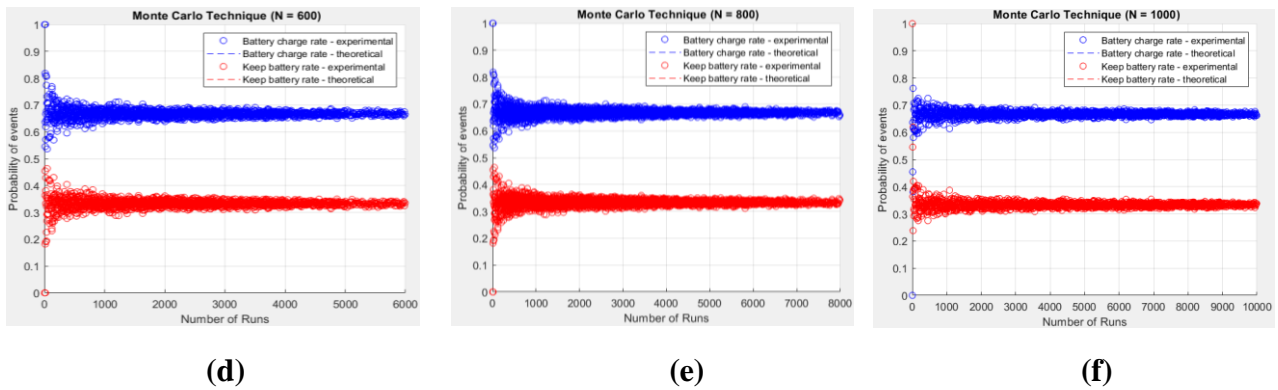 Monte Carlo Technique (N = 600)
Battery charge rate - experimental
Battery charge rate - theoretical
Keep battery rate - experimental
Keep battery rate - theoretical
Probability of events
1
0.9
0.8
0.7
0.6
0.5
0.4
0.3
0.2
0.1
0
0 1000 2000 3000 4000 5000 6000
Number of Runs
(d)
Monte Carlo Technique (N = 800)
Battery charge rate - experimental
Battery charge rate - theoretical
Keep battery rate - experimental
Keep battery rate - theoretical
Probability of events
1
0.9
0.8
0.7
0.6
0.5
0.4
0.3
0.2
0.1
0
0 1000 2000 3000 4000 5000 6000 7000 8000
Number of Runs
(e)
Monte Carlo Technique (N = 1000)
Battery charge rate - experimental
Battery charge rate - theoretical
Keep battery rate - experimental
Keep battery rate - theoretical
Probability of events
1
0.9
0.8
0.7
0.6
0.5
0.4
0.3
0.2
0.1
0
0 1000 2000 3000 4000 5000 6000 7000 8000 9000 10000
Number of Runs
(f)